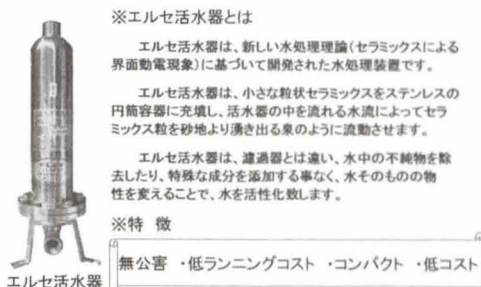 ※エルセ活水器とは
エルセ活水器は、新しい水処理理論(セラミックスによる
界面動電現象)に基づいて開発された水処理装置です。
エルセ活水器は、小さな粒状セラミックスをステンレスの
円筒容器に充填し、活水器の中を流れる水流によってセラ
ミックス粒を砂地より湧き出る泉のように流動させます。
エルセ活水器は、濾過器とは違い、水中の不純物を除
去したり、特殊な成分を添加する事なく、水そのものの物
性を変えることで、水を活性化致します。
※特 徴
無公害 ・低ランニングコスト ・コンパクト ・低コスト
エルセ活水器